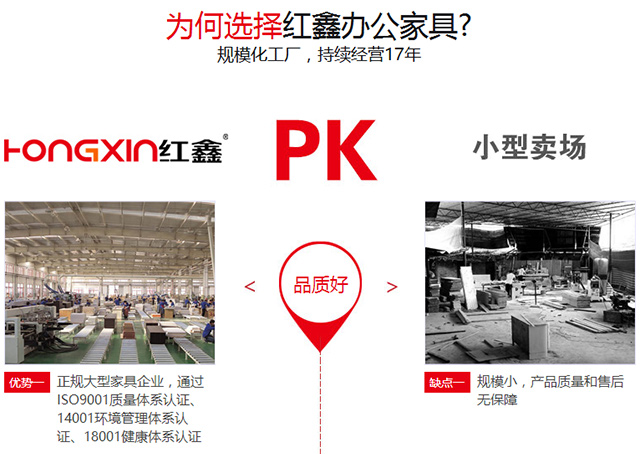 为何选择红鑫办公家具?
规模化工厂，持续经营17年
HONGXIN红鑫®
PK
小型卖场
<
品质好
>
优势一
正规大型家具企业，通过
ISO9001质量体系认证、
14001环境管理体系认
证、18001健康体系认证
缺点一
规模小，产品质量和售后
无保障